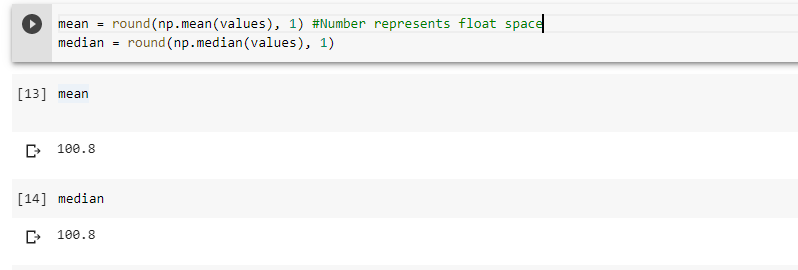 mean = round(np.mean(values), 1) #Number represents float space
median = round(np.median(values), 1)
[13] mean
100.8
[14] median
100.8